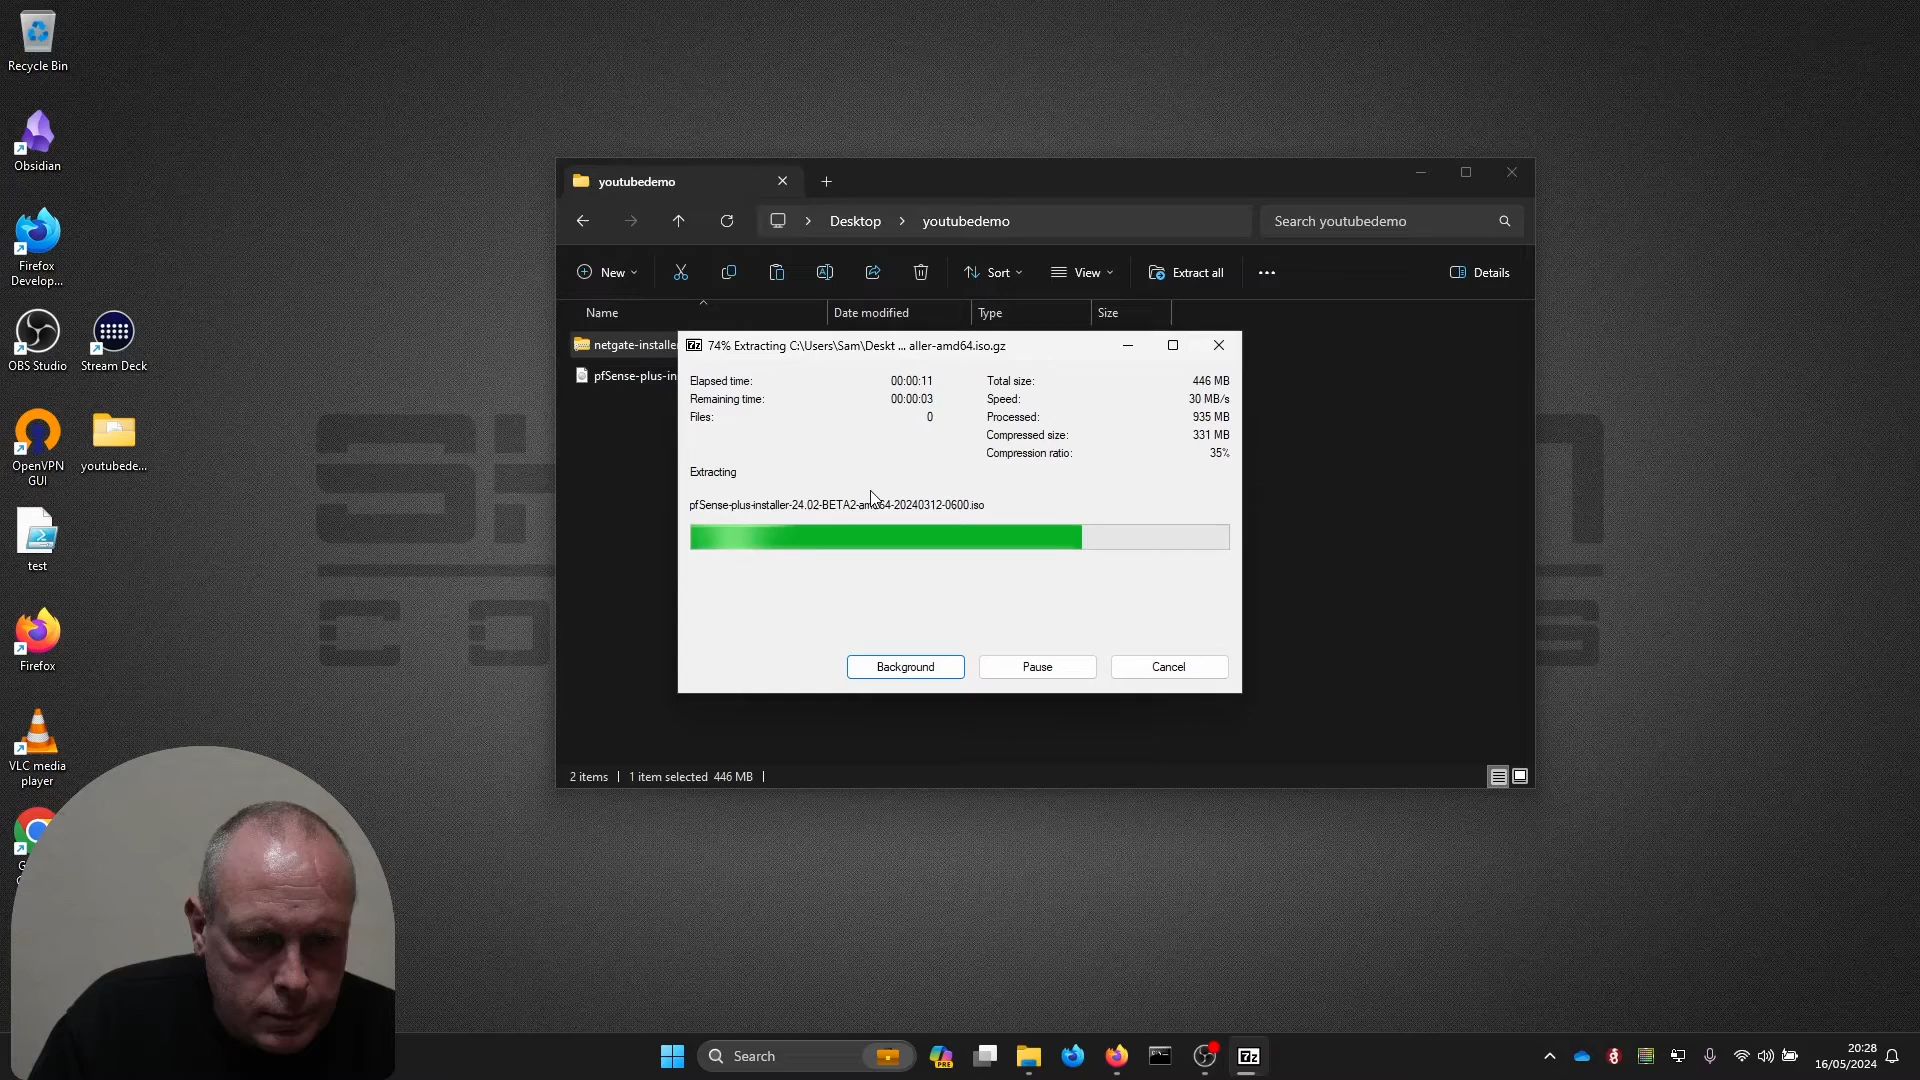 Recycle Bin
Obsidian
Firefox
Develop...
OBS Studio
Stream Deck
OpenVPN
GUI
youtubede...
test
Firefox
VLC media
player
youtubedemo
Desktop
youtubedemo
Search youtubedemo
New
Sort
View
Extract all
Details
Name
Date modified
Type
Size
netgate-installe
pfSense-plus-in
7z
74% Extracting C:\Users\Sam\Deskt ... aller-amd64.iso.gz
Elapsed time:
00:00:11
Total size:
446 MB
Remaining time:
00:00:03
Speed:
30 MB/s
Files:
0
Processed:
935 MB
Compressed size:
331 MB
Compression ratio:
35%
Extracting
pfSense-plus-installer-24.02-BETA2-amd64-20240312-0600.iso
Background
Pause
Cancel
2 items
1 item selected 446 MB
Search
PRE
7z
20:28
16/05/2024